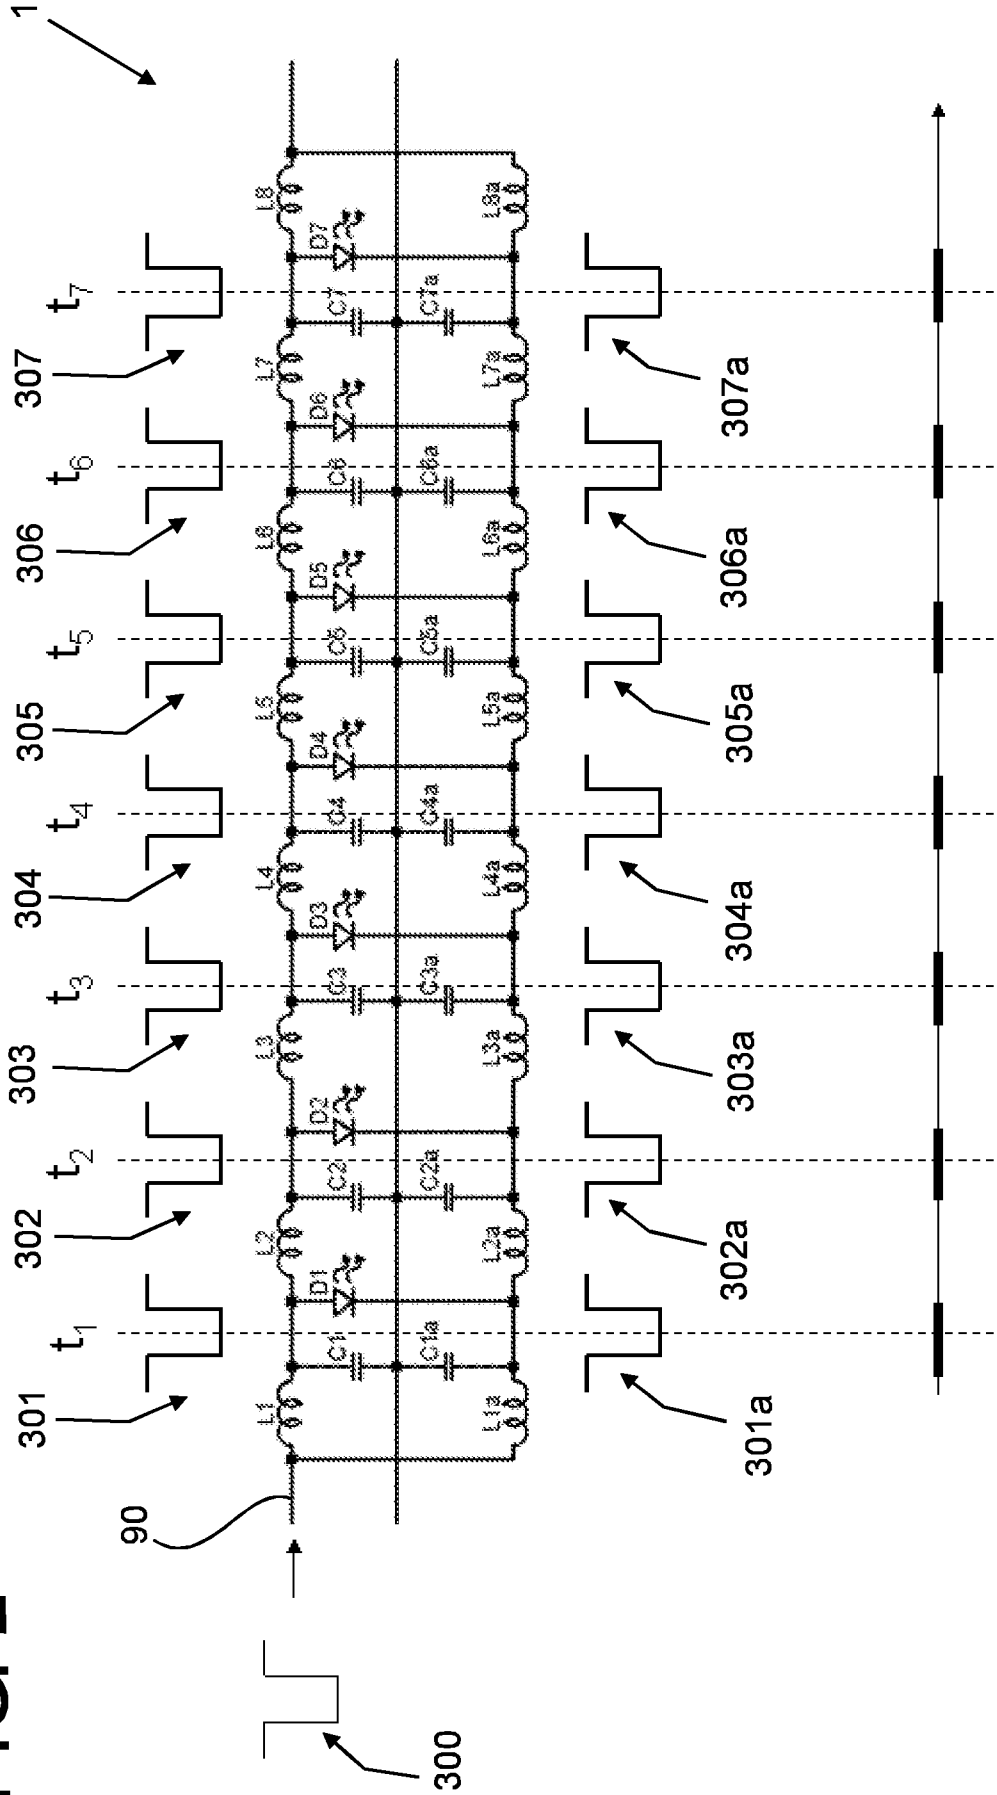 1
t1 t2 t3 t4 t5 t6 t7
301 302 303 304 305 306 307
90
300
L1 L2 L3 L4 L5 L6 L7 L8
D1 D2 D3 D4 D5 D6 D7
C1 C2 C3 C4 C5 C6 C7
C1a C2a C3a C4a C5a C6a C7a
L1a L2a L3a L4a L5a L6a L7a L8a
301a 302a 303a 304a 305a 306a 307a